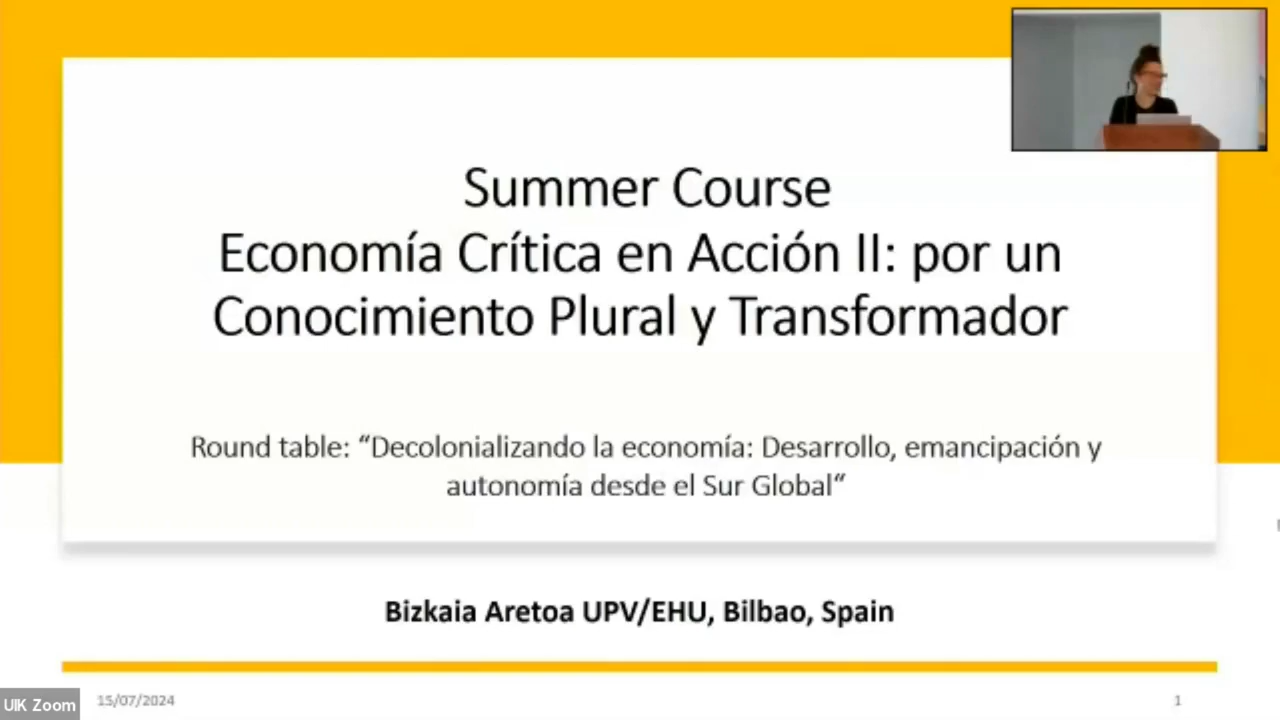 Summer Course
Economía Crítica en Acción II: por un
Conocimiento Plural y Transformador
Round table: “Decolonializando la economía: Desarrollo, emancipación y
autonomía desde el Sur Global“
Bizkaia Aretoa UPV/EHU, Bilbao, Spain
UIK Zoom
15/07/2024
1